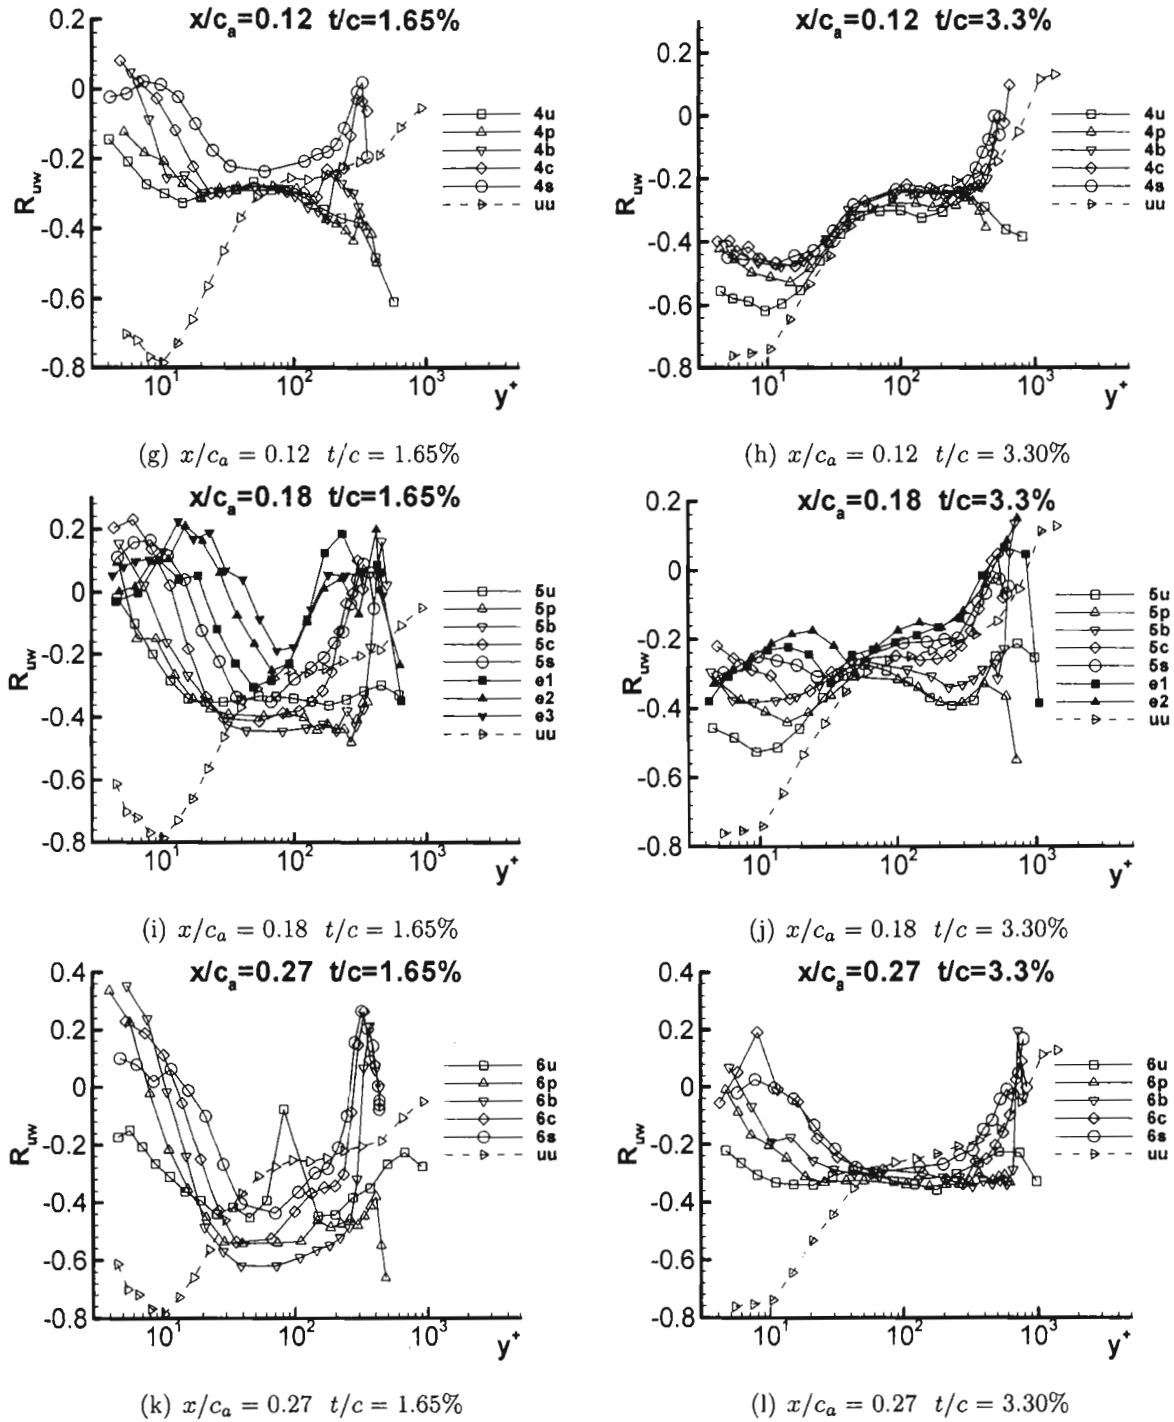 x/ca=0.12 t/c=1.65%
0.2
0
-0.2
-0.4
-0.6
-0.8
Ruw
10¹ 10² 10³
y⁺
4u
4p
4b
4c
4s
uu
(g) x/ca = 0.12 t/c = 1.65%
x/ca=0.12 t/c=3.3%
0.2
0
-0.2
-0.4
-0.6
-0.8
Ruw
10¹ 10² 10³
y⁺
4u
4p
4b
4c
4s
uu
(h) x/ca = 0.12 t/c = 3.30%
x/ca=0.18 t/c=1.65%
0.2
0
-0.2
-0.4
-0.6
-0.8
Ruw
10¹ 10² 10³
y⁺
5u
5p
5b
5c
5s
e1
e2
e3
uu
(i) x/ca = 0.18 t/c = 1.65%
x/ca=0.18 t/c=3.3%
0.2
0
-0.2
-0.4
-0.6
-0.8
Ruw
10¹ 10² 10³
y⁺
5u
5p
5b
5c
5s
e1
e2
uu
(j) x/ca = 0.18 t/c = 3.30%
x/ca=0.27 t/c=1.65%
0.4
0.2
0
-0.2
-0.4
-0.6
-0.8
Ruw
10¹ 10² 10³
y⁺
6u
6p
6b
6c
6s
uu
(k) x/ca = 0.27 t/c = 1.65%
x/ca=0.27 t/c=3.3%
0.4
0.2
0
-0.2
-0.4
-0.6
-0.8
Ruw
10¹ 10² 10³
y⁺
6u
6p
6b
6c
6s
uu
(l) x/ca = 0.27 t/c = 3.30%